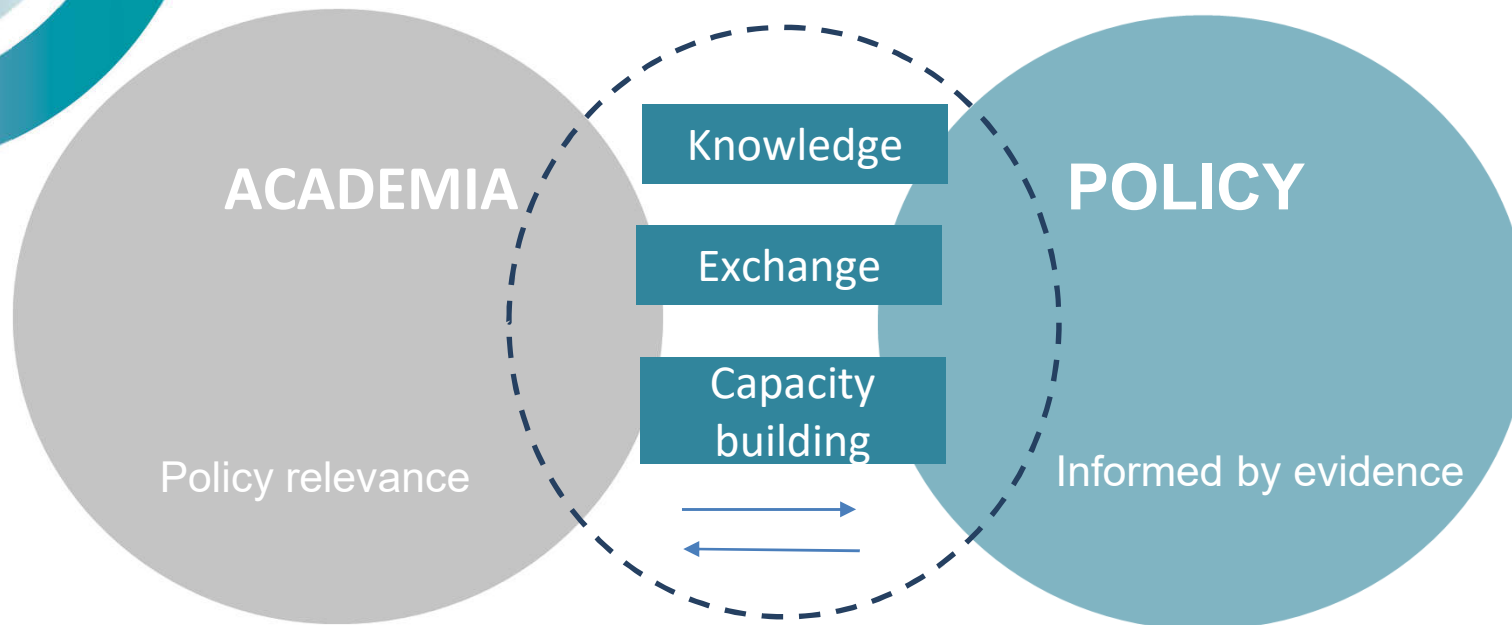 ACADEMIA
Policy relevance
Knowledge
Exchange
Capacity
building
POLICY
Informed by evidence